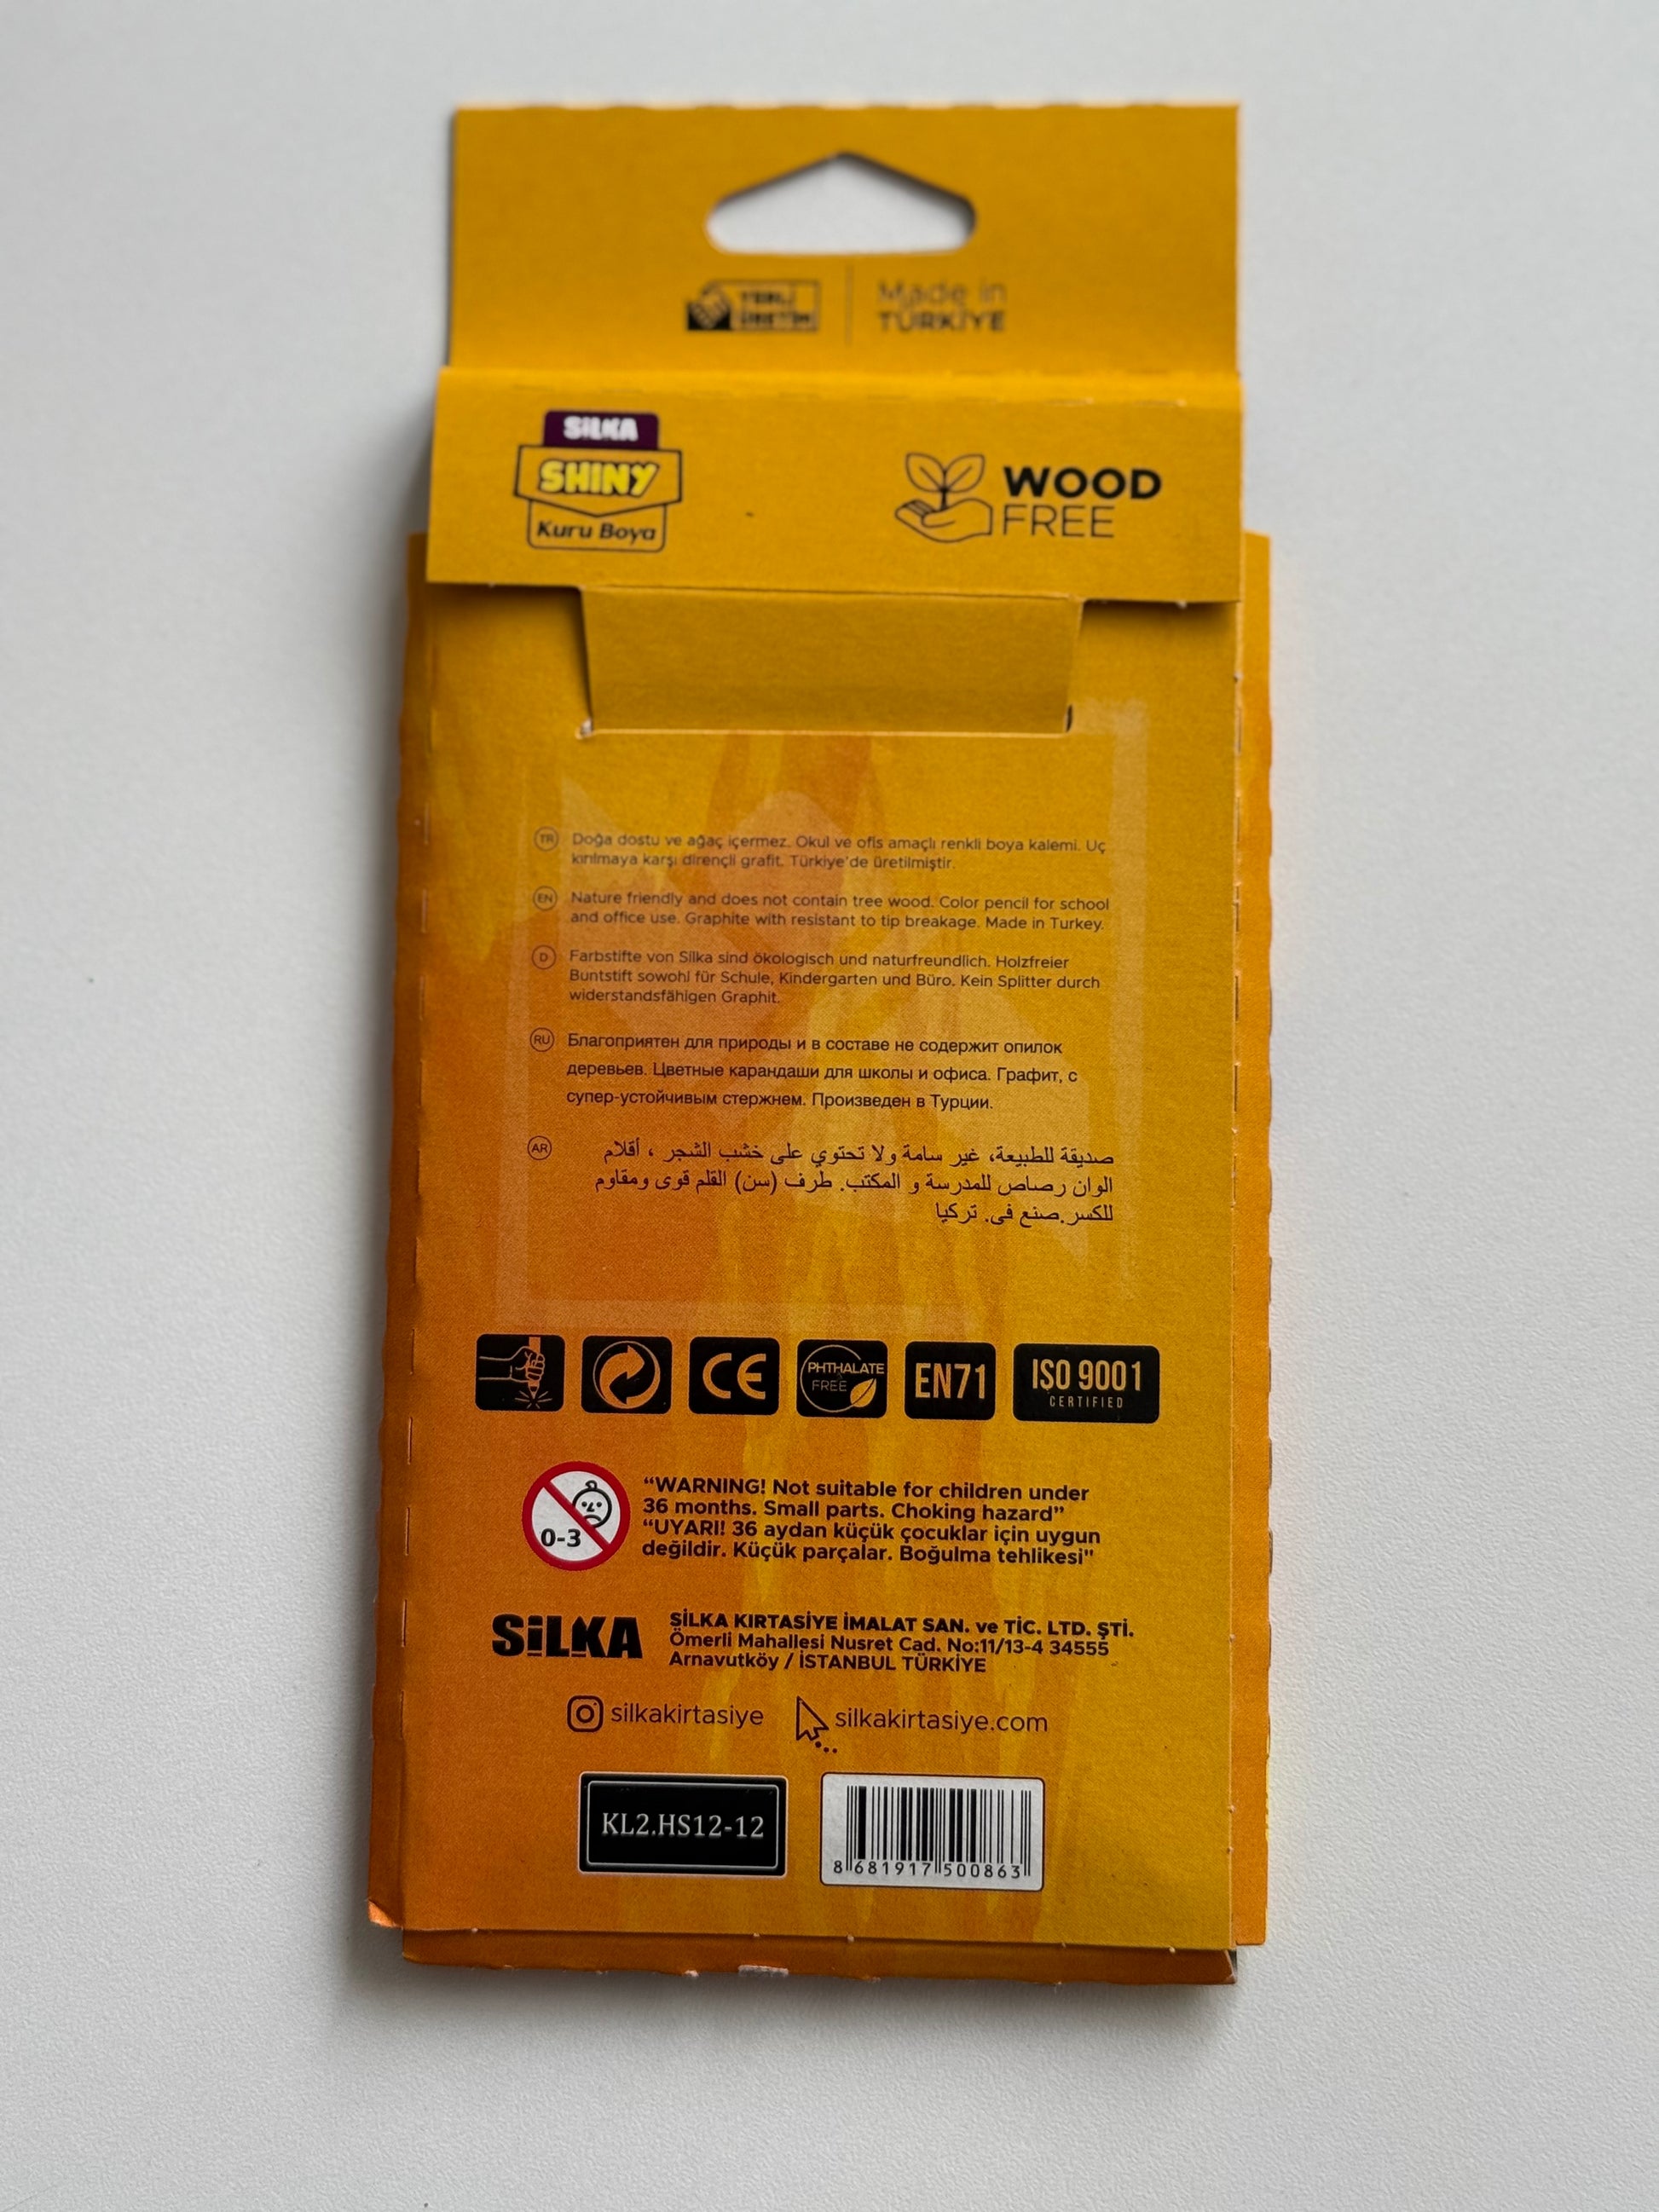 YERLİ
ÜRETİM
Made in
TÜRKİYE
SiLKA
SHINY
Kuru Boya
WOOD
FREE
TR
Doğa dostu ve ağaç içermez. Okul ve ofis amaçlı renkli boya kalemi. Uç
kırılmaya karşı dirençli grafit. Türkiye'de üretilmiştir.
EN
Nature friendly and does not contain tree wood. Color pencil for school
and office use. Graphite with resistant to tip breakage. Made in Turkey.
D
Farbstifte von Silka sind ökologisch und naturfreundlich. Holzfreier
Buntstift sowohl für Schule, Kindergarten und Büro. Kein Splitter durch
widerstandsfähigen Graphit.
RU
Благоприятен для природы и в составе не содержит опилок
деревьев. Цветные карандаши для школы и офиса. Графит, с
супер-устойчивым стержнем. Произведен в Турции.
AR
صديقة للطبيعة، غير سامة ولا تحتوي على خشب الشجر ، أقلام
الوان رصاص للمدرسة و المكتب. طرف (سن) القلم قوى ومقاوم
للكسر.صنع فى. تركيا
CE
PHTHALATE
FREE
EN71
ISO 9001
CERTIFIED
0-3
“WARNING! Not suitable for children under
36 months. Small parts. Choking hazard”
“UYARI! 36 aydan küçük çocuklar için uygun
değildir. Küçük parçalar. Boğulma tehlikesi"
SiLKA
SİLKA KIRTASİYE İMALAT SAN. ve TİC. LTD. ŞTİ.
Ömerli Mahallesi Nusret Cad. No:11/13-4 34555
Arnavutköy / İSTANBUL TÜRKİYE
silkakirtasiye
silkakirtasiye.com
KL2.HS12-12
8 681917 500863